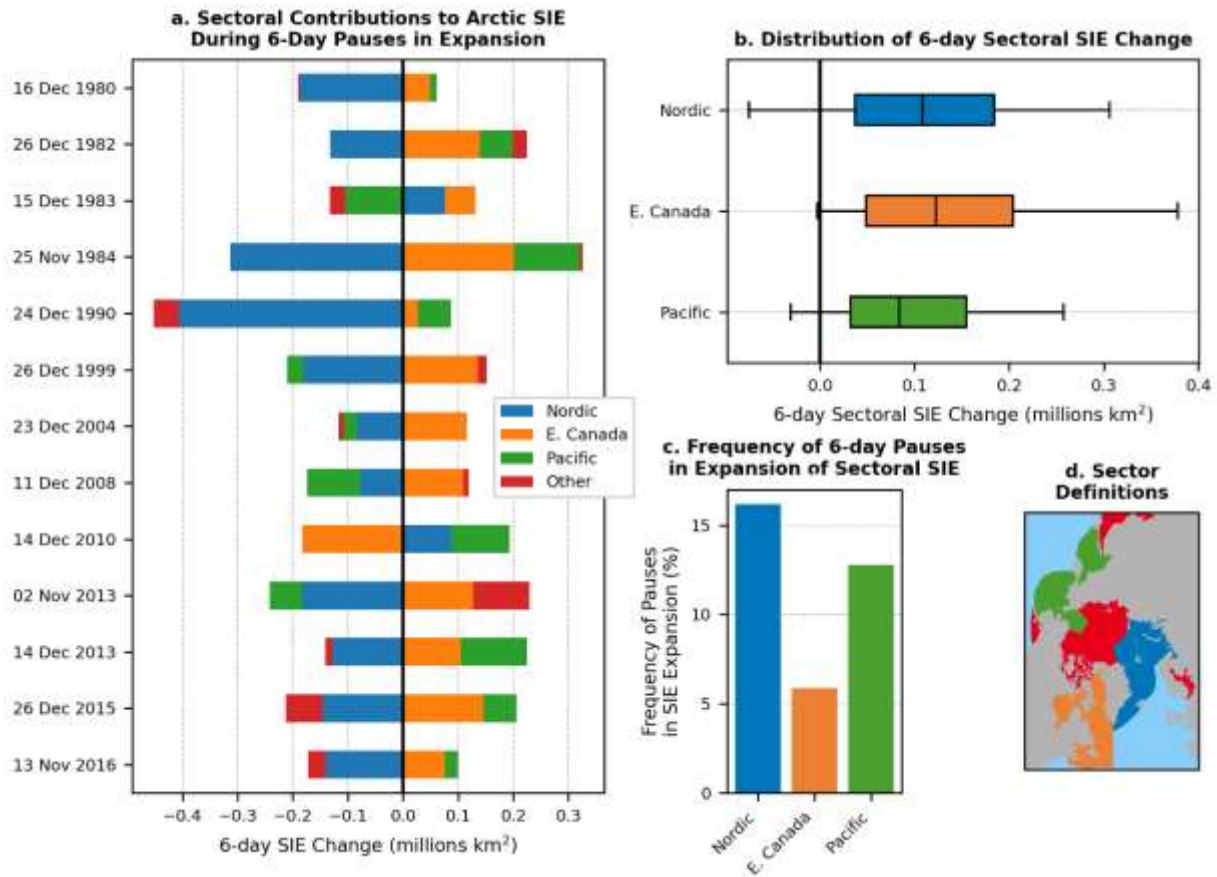 a. Sectoral Contributions to Arctic SIE
During 6-Day Pauses in Expansion
16 Dec 1980
26 Dec 1982
15 Dec 1983
25 Nov 1984
24 Dec 1990
26 Dec 1999
23 Dec 2004
11 Dec 2008
14 Dec 2010
02 Nov 2013
14 Dec 2013
26 Dec 2015
13 Nov 2016
−0.4 −0.3 −0.2 −0.1 0.0 0.1 0.2 0.3
6-day SIE Change (millions km²)
Nordic
E. Canada
Pacific
Other
b. Distribution of 6-day Sectoral SIE Change
Nordic
E. Canada
Pacific
0.0 0.1 0.2 0.3 0.4
6-day Sectoral SIE Change (millions km²)
c. Frequency of 6-day Pauses
in Expansion of Sectoral SIE
Frequency of Pauses
in SIE Expansion (%)
15
10
5
0
Nordic
E. Canada
Pacific
d. Sector
Definitions